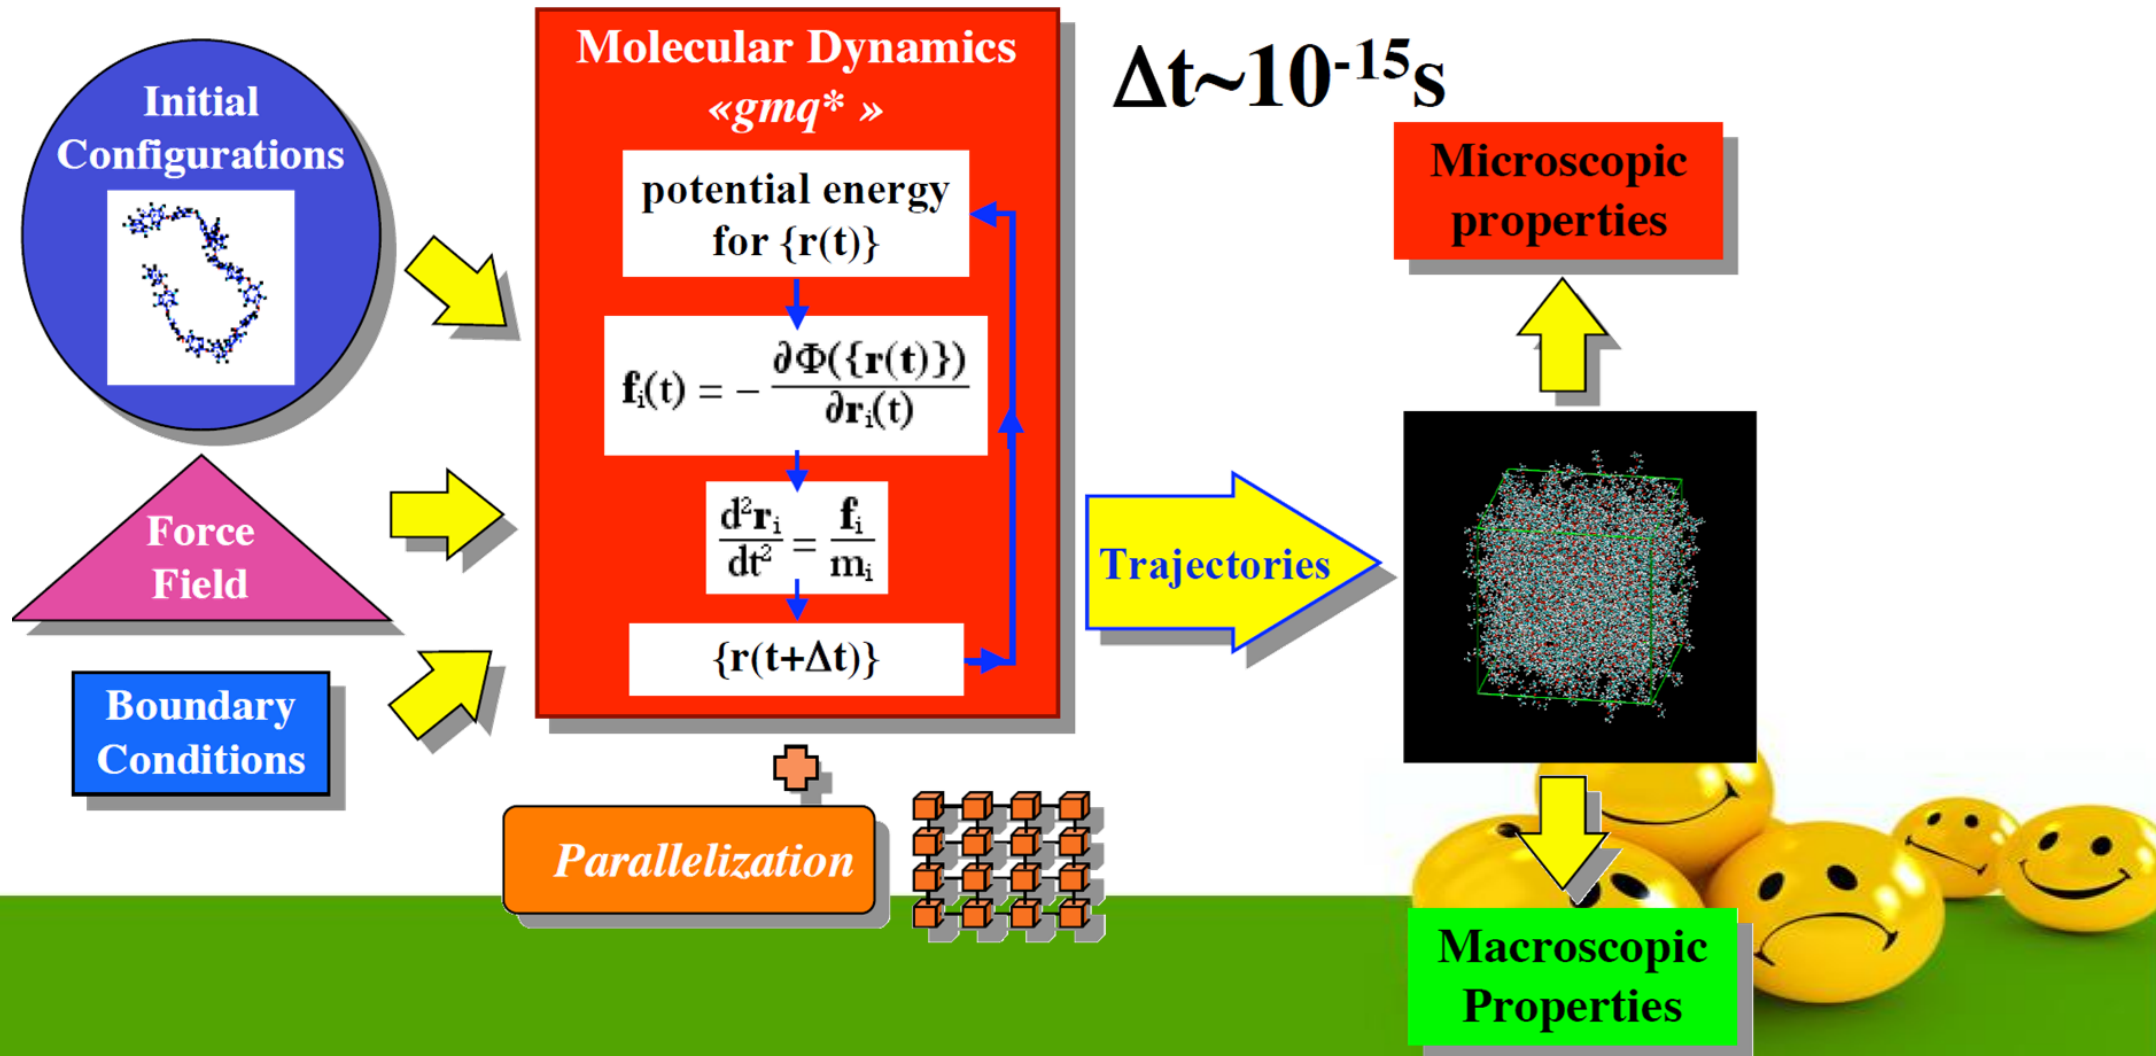 Initial
Configurations
Force
Field
Boundary
Conditions
Molecular Dynamics
«gmq* »
potential energy
for {r(t)}
fᵢ(t) = − ∂Φ({r(t)}) / ∂rᵢ(t)
d²rᵢ / dt² = fᵢ / mᵢ
{r(t+Δt)}
Parallelization
Δt~10⁻¹⁵s
Trajectories
Microscopic
properties
Macroscopic
Properties